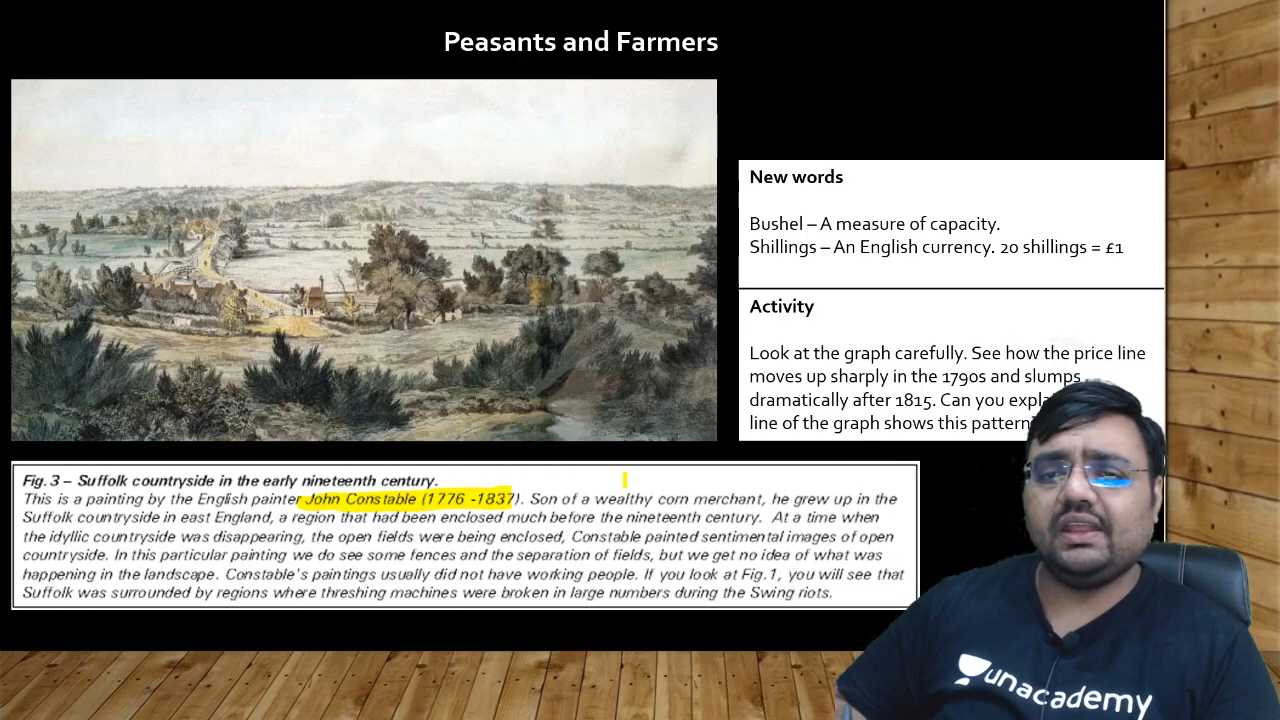 Peasants and Farmers
New words
Bushel – A measure of capacity.
Shillings – An English currency. 20 shillings = £1
Activity
Look at the graph carefully. See how the price line
moves up sharply in the 1790s and slumps
dramatically after 1815. Can you
line of the graph shows this pattern
Fig. 3 – Suffolk countryside in the early nineteenth century.
This is a painting by the English painter John Constable (1776 -1837). Son of a wealthy corn merchant, he grew up in the
Suffolk countryside in east England, a region that had been enclosed much before the nineteenth century. At a time when
the idyllic countryside was disappearing, the open fields were being enclosed, Constable painted sentimental images of open
countryside. In this particular painting we do see some fences and the separation of fields, but we get no idea of what was
happening in the landscape. Constable's paintings usually did not have working people. If you look at Fig.1, you will see that
Suffolk was surrounded by regions where threshing machines were broken in large numbers during the Swing riots.
unacademy